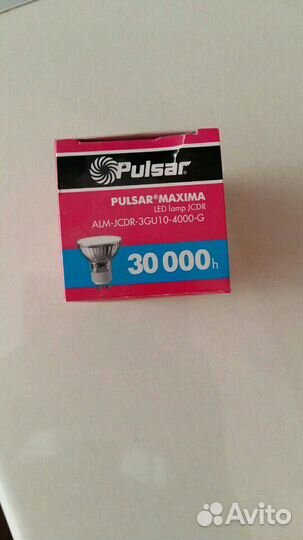 Pulsar
PULSAR®MAXIMA
LED lamp JCDR
ALM-JCDR-3GU10-4000-G
30 000h
Avito